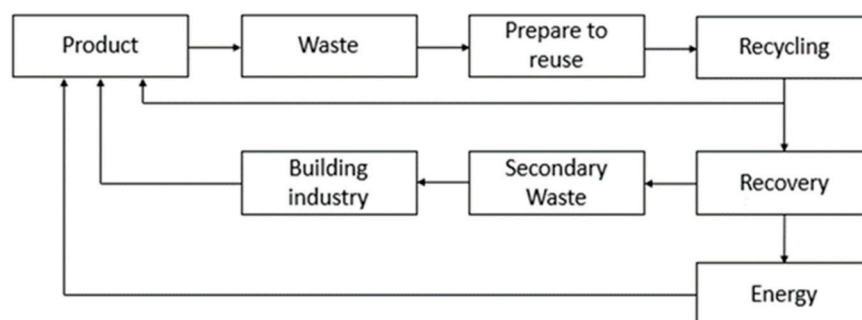 Product
Waste
Prepare to
reuse
Recycling
Building
industry
Secondary
Waste
Recovery
Energy